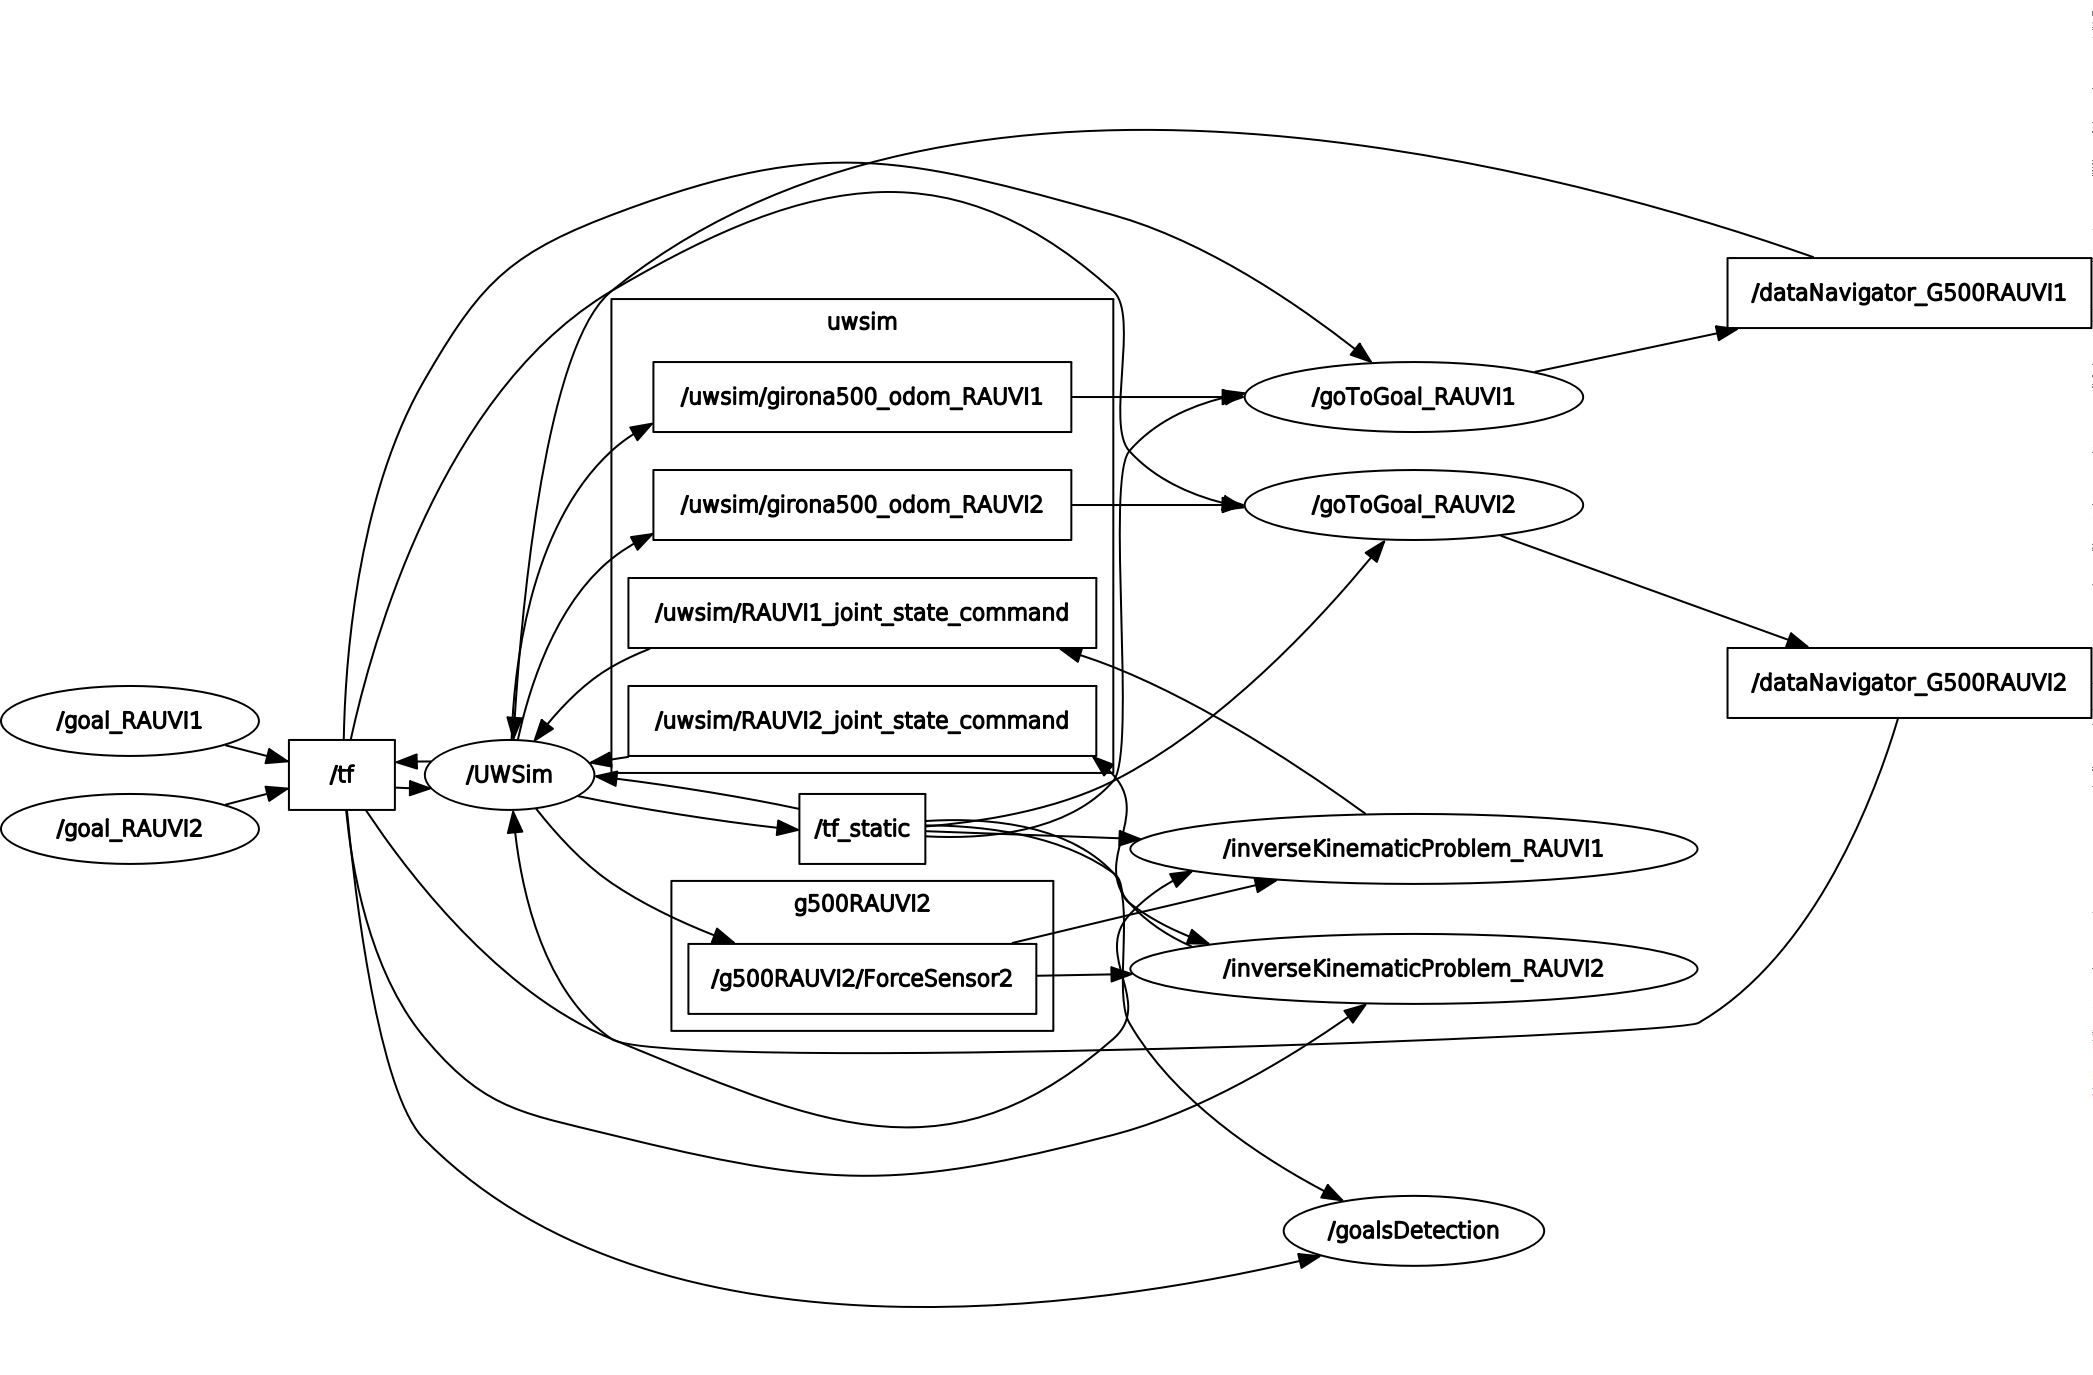 /dataNavigator_G500RAUVI1
uwsim
/uwsim/girona500_odom_RAUVI1
/goToGoal_RAUVI1
/uwsim/girona500_odom_RAUVI2
/goToGoal_RAUVI2
/uwsim/RAUVI1_joint_state_command
/dataNavigator_G500RAUVI2
/goal_RAUVI1
/uwsim/RAUVI2_joint_state_command
/tf
/UWSim
/goal_RAUVI2
/tf_static
/inverseKinematicProblem_RAUVI1
g500RAUVI2
/g500RAUVI2/ForceSensor2
/inverseKinematicProblem_RAUVI2
/goalsDetection